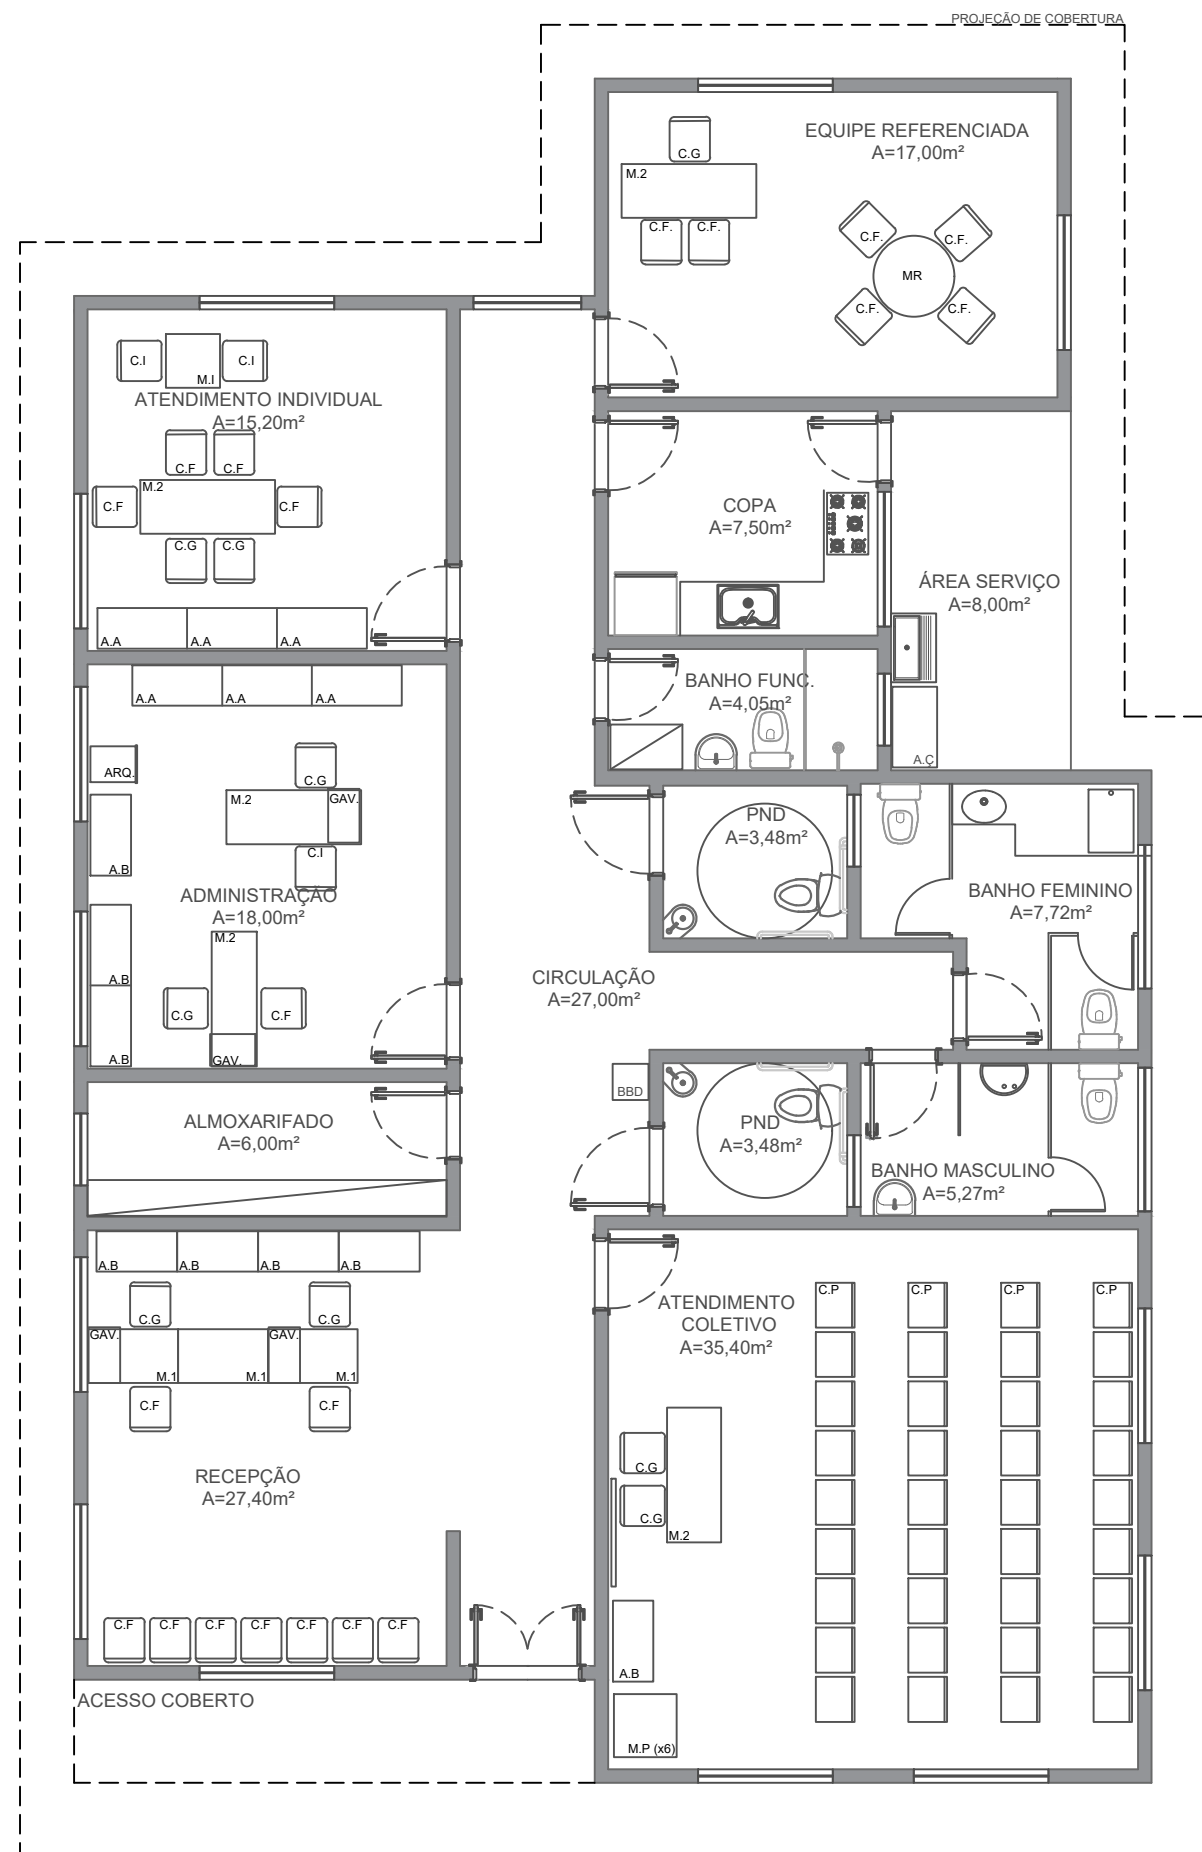 PROJEÇÃO DE COBERTURA
EQUIPE REFERENCIADA
A=17,00m²
C.G
M.2
C.F.
C.F.
C.F.
C.F.
MR
C.F.
C.F.
C.I
C.I
M.I
ATENDIMENTO INDIVIDUAL
A=15,20m²
C.F
C.F
M.2
C.F
C.F
C.G
C.G
A.A
A.A
A.A
COPA
A=7,50m²
ÁREA SERVIÇO
A=8,00m²
BANHO FUNC.
A=4,05m²
A.Ç
A.A
A.A
A.A
ARQ.
C.G
M.2
GAV.
C.I
A.B
ADMINISTRAÇÃO
A=18,00m²
M.2
A.B
C.G
C.F
A.B
GAV.
PND
A=3,48m²
BANHO FEMININO
A=7,72m²
CIRCULAÇÃO
A=27,00m²
BBD
PND
A=3,48m²
BANHO MASCULINO
A=5,27m²
ALMOXARIFADO
A=6,00m²
A.B
A.B
A.B
A.B
C.G
C.G
GAV.
GAV.
M.1
M.1
M.1
C.F
C.F
RECEPÇÃO
A=27,40m²
C.F
C.F
C.F
C.F
C.F
C.F
C.F
ACESSO COBERTO
ATENDIMENTO
COLETIVO
A=35,40m²
C.P
C.P
C.P
C.P
C.G
C.G
M.2
A.B
M.P (x6)